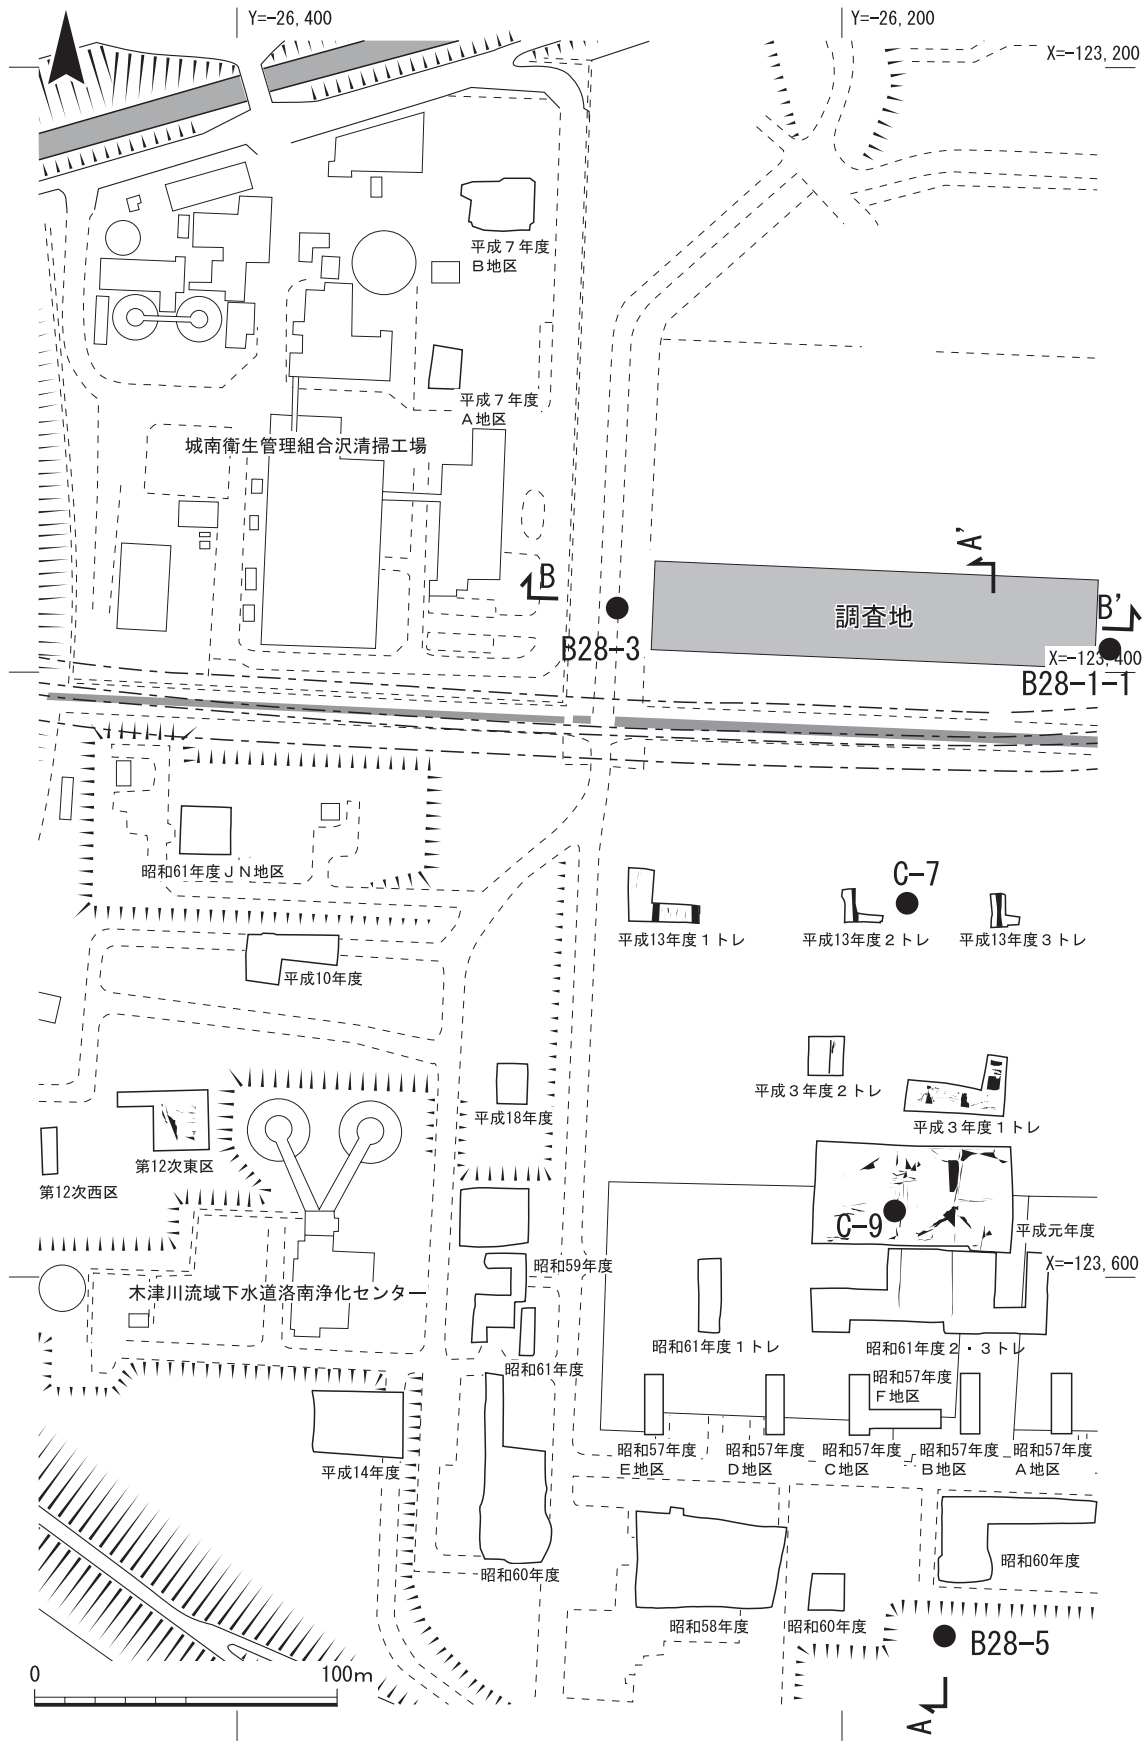 Y=-26, 400
Y=-26, 200
X=-123, 200
平成７年度
Ｂ地区
平成７年度
Ａ地区
城南衛生管理組合沢清掃工場
A'
B
調査地
B'
B28-3
X=-123, 400
B28-1-1
昭和61年度ＪＮ地区
C-7
平成13年度１トレ
平成13年度２トレ
平成13年度３トレ
平成10年度
平成３年度２トレ
平成18年度
平成３年度１トレ
第12次東区
第12次西区
C-9
平成元年度
昭和59年度
X=-123, 600
木津川流域下水道洛南浄化センター
昭和61年度１トレ
昭和61年度２・３トレ
昭和61年度
昭和57年度
Ｆ地区
昭和57年度
Ｅ地区
昭和57年度
Ｄ地区
昭和57年度
Ｃ地区
昭和57年度
Ｂ地区
昭和57年度
Ａ地区
平成14年度
昭和60年度
昭和60年度
昭和58年度
昭和60年度
B28-5
0
100m
A